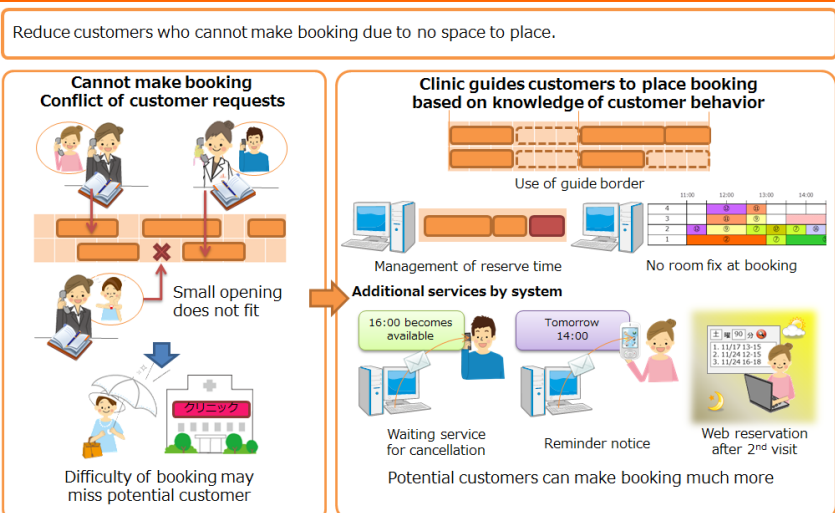 Reduce customers who cannot make booking due to no space to place.
Cannot make booking
Conflict of customer requests
Small opening
does not fit
クリニック
Difficulty of booking may
miss potential customer
Clinic guides customers to place booking
based on knowledge of customer behavior
Use of guide border
Management of reserve time
11:00 12:00 13:00 14:00
4
3
2
1
No room fix at booking
Additional services by system
16:00 becomes
available
Waiting service
for cancellation
Tomorrow
14:00
Reminder notice
土 曜 90 分
1. 11/17 13-15
2. 11/24 12-15
3. 11/24 16-18
Web reservation
after 2nd visit
Potential customers can make booking much more